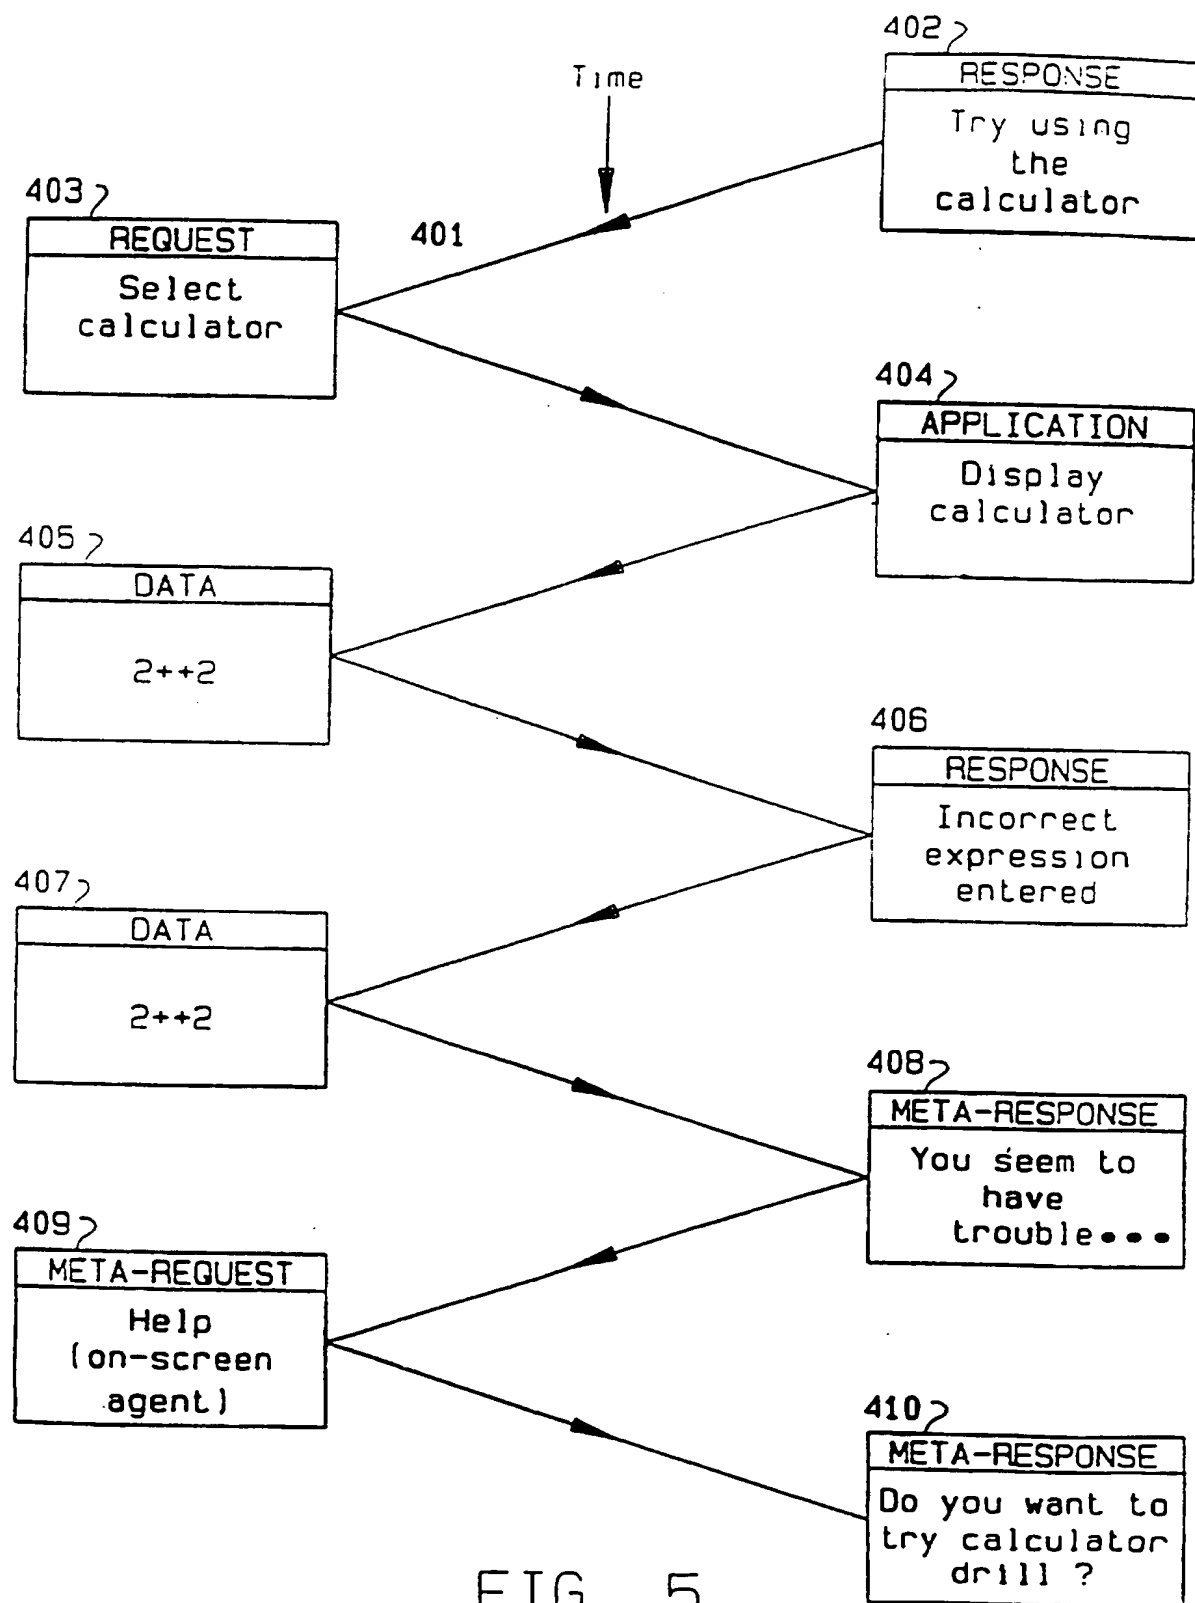 402
RESPONSE
Try using
the
calculator
Time
403
REQUEST
Select
calculator
401
404
APPLICATION
Display
calculator
405
DATA
2++2
406
RESPONSE
Incorrect
expression
entered
407
DATA
2++2
408
META-RESPONSE
You seem to
have
trouble•••
409
META-REQUEST
Help
(on-screen
agent)
410
META-RESPONSE
Do you want to
try calculator
drill ?
FIG. 5